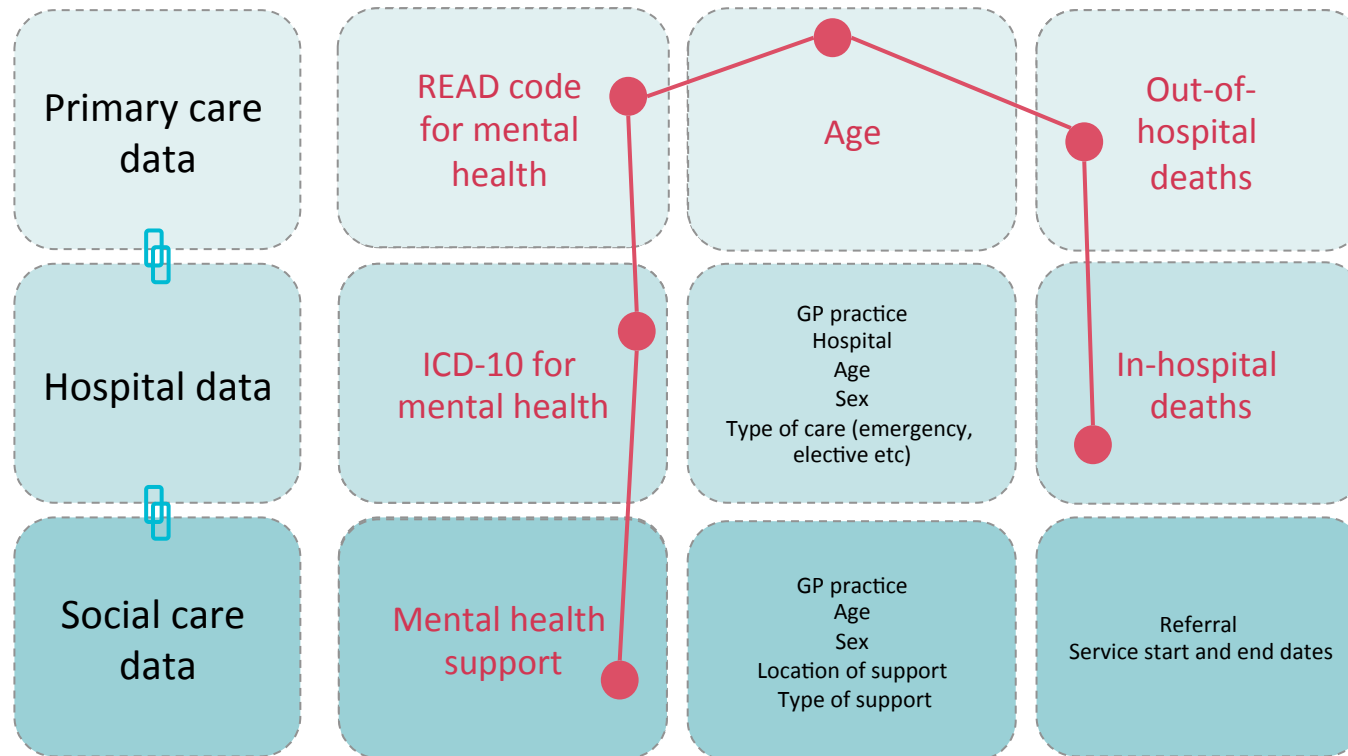 Primary care
data
READ code
for mental
health
Age
Out-of-
hospital
deaths
Hospital data
ICD-10 for
mental health
GP practice
Hospital
Age
Sex
Type of care (emergency,
elective etc)
In-hospital
deaths
Social care
data
Mental health
support
GP practice
Age
Sex
Location of support
Type of support
Referral
Service start and end dates